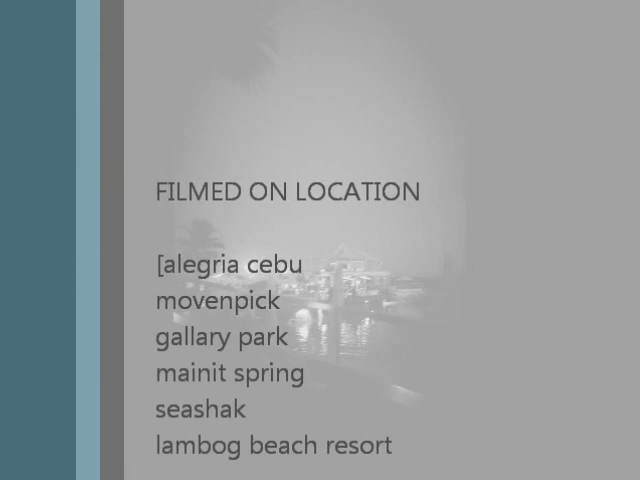 FILMED ON LOCATION
[alegria cebu
movenpick
gallary park
mainit spring
seashak
lambog beach resort